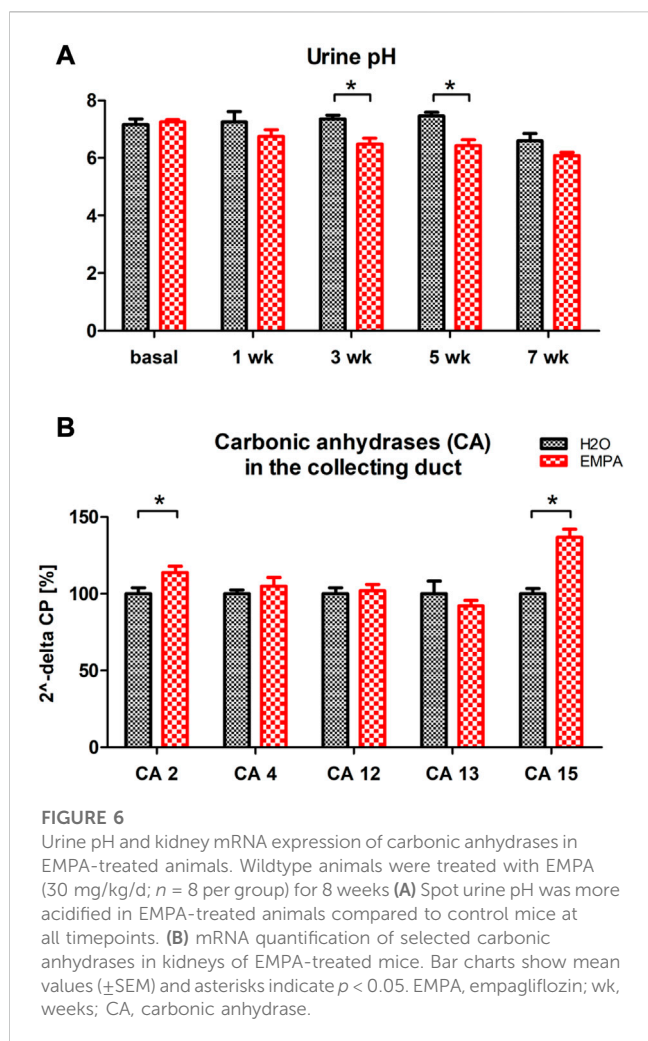 A
Urine pH
* *
8
6
4
2
0
basal 1 wk 3 wk 5 wk 7 wk
B
Carbonic anhydrases (CA)
in the collecting duct
H2O
EMPA
* *
2^-delta CP [%]
150
100
50
0
CA 2 CA 4 CA 12 CA 13 CA 15
FIGURE 6
Urine pH and kidney mRNA expression of carbonic anhydrases in
EMPA-treated animals. Wildtype animals were treated with EMPA
(30 mg/kg/d; n = 8 per group) for 8 weeks (A) Spot urine pH was more
acidified in EMPA-treated animals compared to control mice at
all timepoints. (B) mRNA quantification of selected carbonic
anhydrases in kidneys of EMPA-treated mice. Bar charts show mean
values (±SEM) and asterisks indicate p < 0.05. EMPA, empagliflozin; wk,
weeks; CA, carbonic anhydrase.